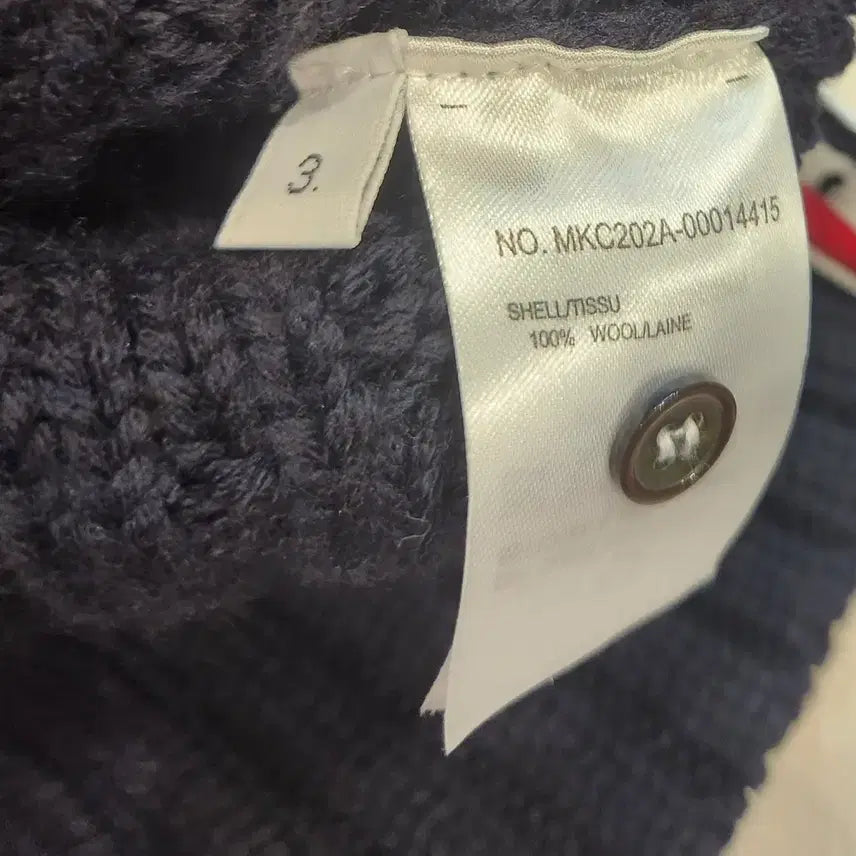 3.
NO. MKC202A-00014415
SHELL/TISSU
100% WOOL/LAINE